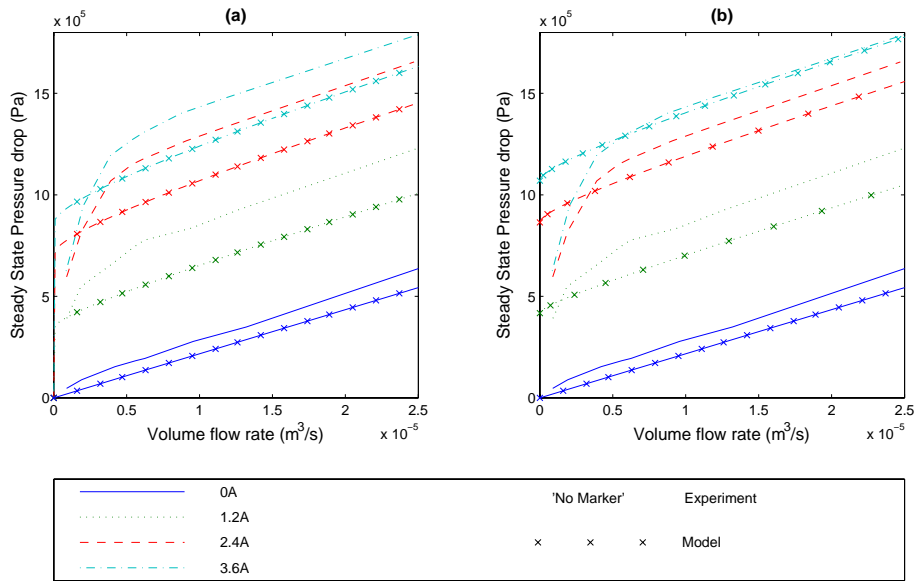 (a)
x 10^5
15
10
5
0
Steady State Pressure drop (Pa)
0 0.5 1 1.5 2 2.5
x 10^−5
Volume flow rate (m^3/s)
(b)
x 10^5
15
10
5
0
Steady State Pressure drop (Pa)
0 0.5 1 1.5 2 2.5
x 10^−5
Volume flow rate (m^3/s)
0A
1.2A
2.4A
3.6A
'No Marker' Experiment
Model